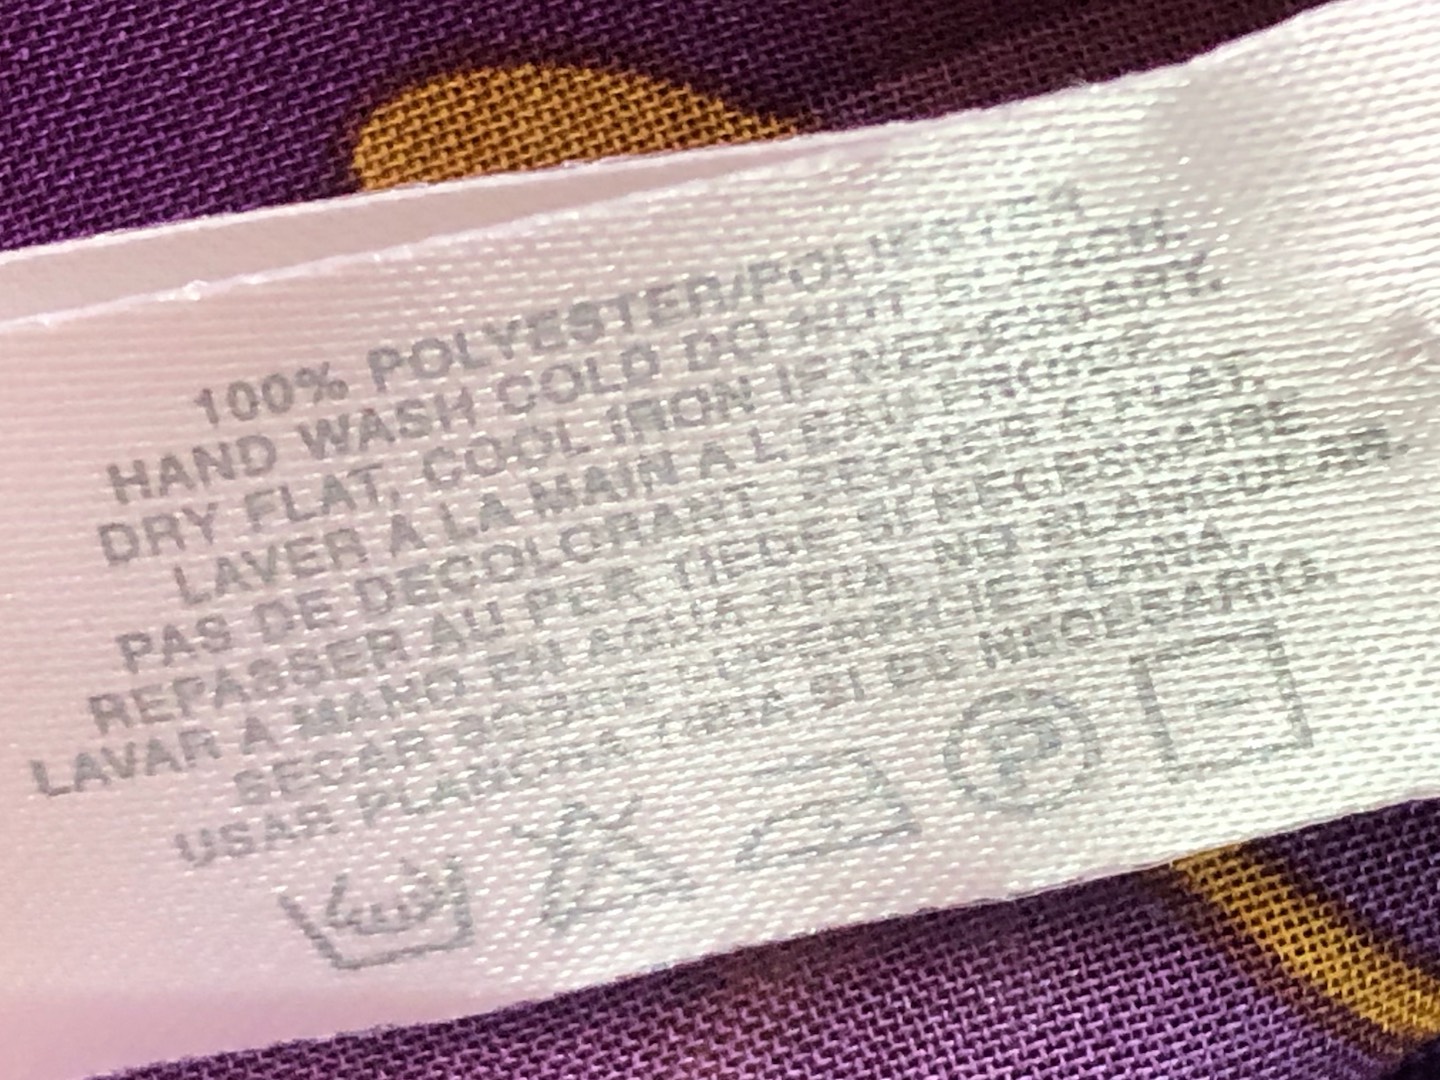 100% POLYESTER/POLIESTER
HAND WASH COLD DO NOT BLEACH.
DRY FLAT, COOL IRON IF NECESSARY.
LAVER À LA MAIN A L EAU FROIDE.
PAS DE DECOLORANT. SECHER A PLAT.
REPASSER AU FER TIEDE SI NECESSAIRE
LAVAR A MANO EN AGUA FRIA. NO BLANQUEAR.
SECAR SOBRE SUPERFICIE PLANA.
USAR PLANCHA TIBIA SI ES NECESARIO.
P